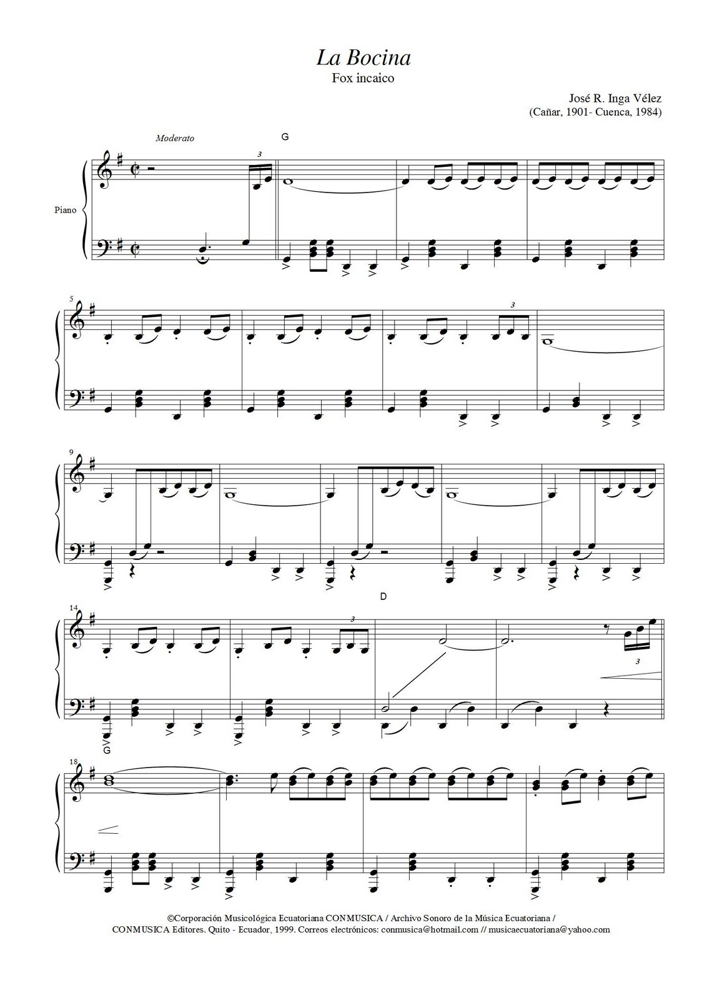 La Bocina
Fox incaico
José R. Inga Vélez
(Cañar, 1901- Cuenca, 1984)
Moderato
G
3
Piano
5
3
9
D
14
3
3
G
18
©Corporación Musicológica Ecuatoriana CONMUSICA / Archivo Sonoro de la Música Ecuatoriana /
CONMUSICA Editores. Quito - Ecuador, 1999. Correos electrónicos: conmusica@hotmail.com // musicaecuatoriana@yahoo.com